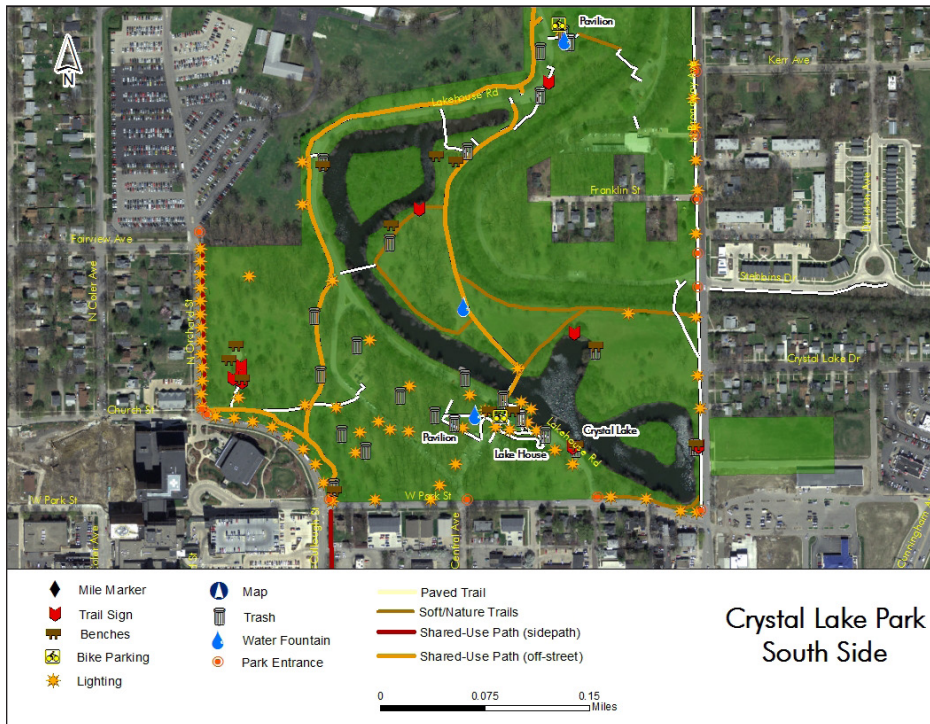 N
Pavilion
Kerr Ave
Broadway Ave
Lakehouse Rd
Franklin St
Fairview Ave
N Coler Ave
Stebbins Dr
N Orchard St
Crystal Lake Dr
Church St
Pavilion
Lake House
Lakehouse Rd
Crystal Lake
W Park St
W Park St
Central Ave
Mile Marker
Trail Sign
Benches
Bike Parking
Lighting
Map
Trash
Water Fountain
Park Entrance
Paved Trail
Soft/Nature Trails
Shared-Use Path (sidepath)
Shared-Use Path (off-street)
0 0.075 0.15
Miles
Crystal Lake Park
South Side